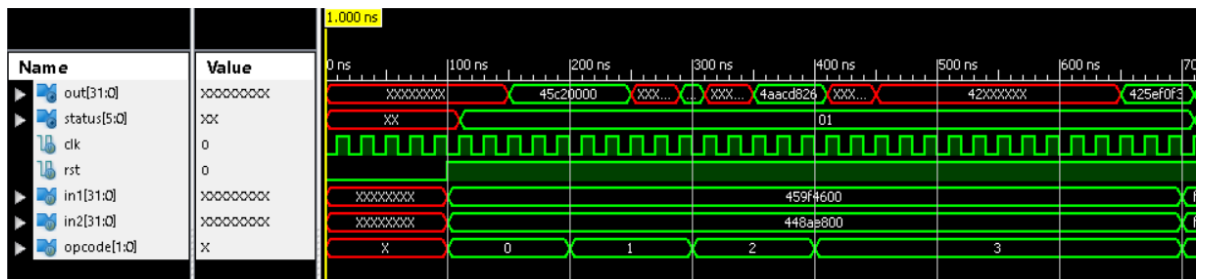 1.000 ns
Name Value
0 ns 100 ns 200 ns 300 ns 400 ns 500 ns 600 ns 70
out[31:0] XXXXXXXX XXXXXXXX 45c20000 XXX... ... XXX... 4aacd826 XXX... 42XXXXXX 425ef0f3
status[5:0] XX XX 01
clk 0
rst 0
in1[31:0] XXXXXXXX XXXXXXXX 459f4600 f
in2[31:0] XXXXXXXX XXXXXXXX 448ae800 f
opcode[1:0] X X 0 1 2 3